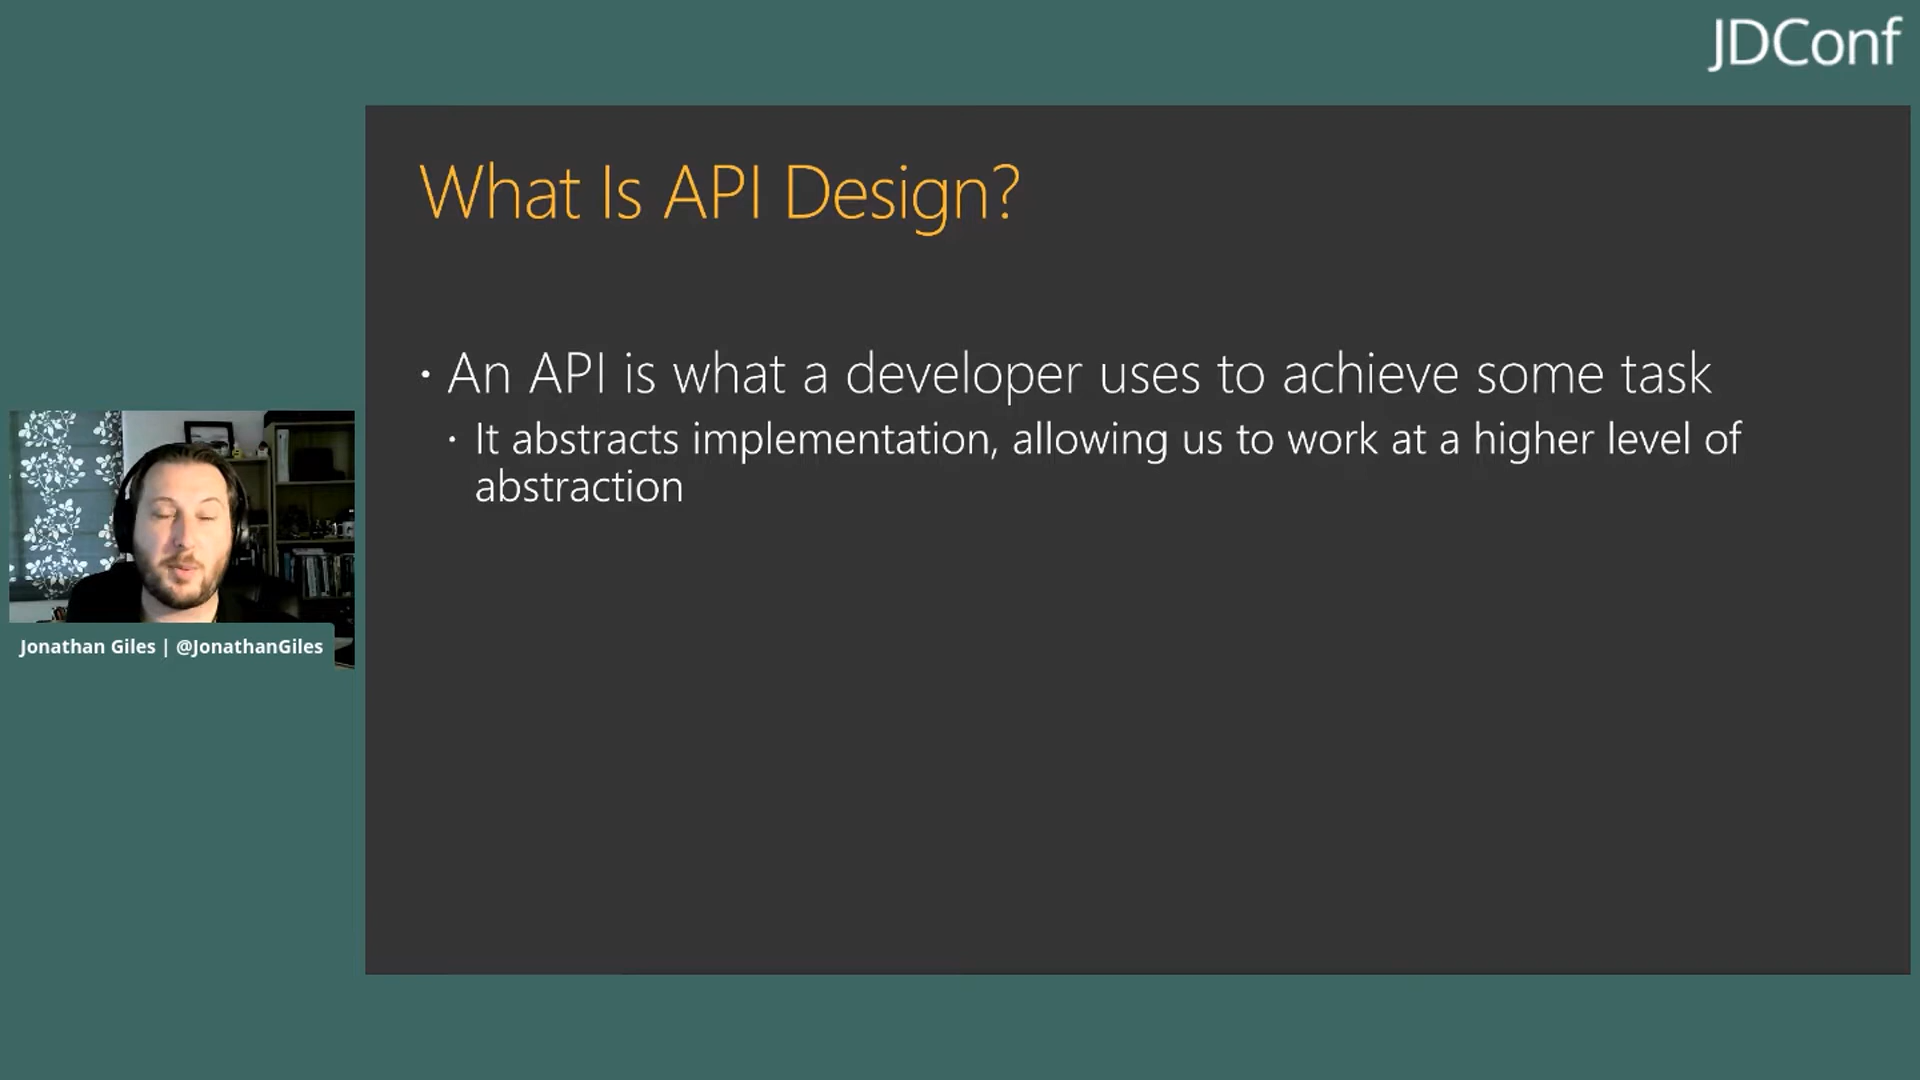 JDConf
What Is API Design?
• An API is what a developer uses to achieve some task
• It abstracts implementation, allowing us to work at a higher level of
abstraction
Jonathan Giles | @JonathanGiles